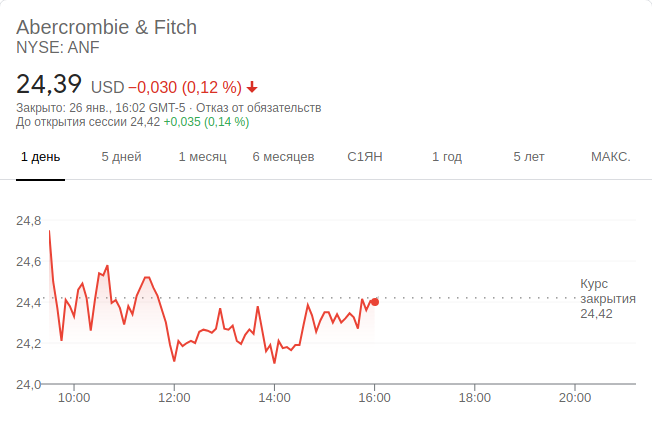 Abercrombie & Fitch
NYSE: ANF
24,39 USD −0,030 (0,12 %)
Закрыто: 26 янв., 16:02 GMT-5 · Отказ от обязательств
До открытия сессии 24,42 +0,035 (0,14 %)
1 день 5 дней 1 месяц 6 месяцев С1ЯН 1 год 5 лет МАКС.
24,8
24,6
24,4
24,2
24,0
Курс
закрытия
24,42
10:00 12:00 14:00 16:00 18:00 20:00